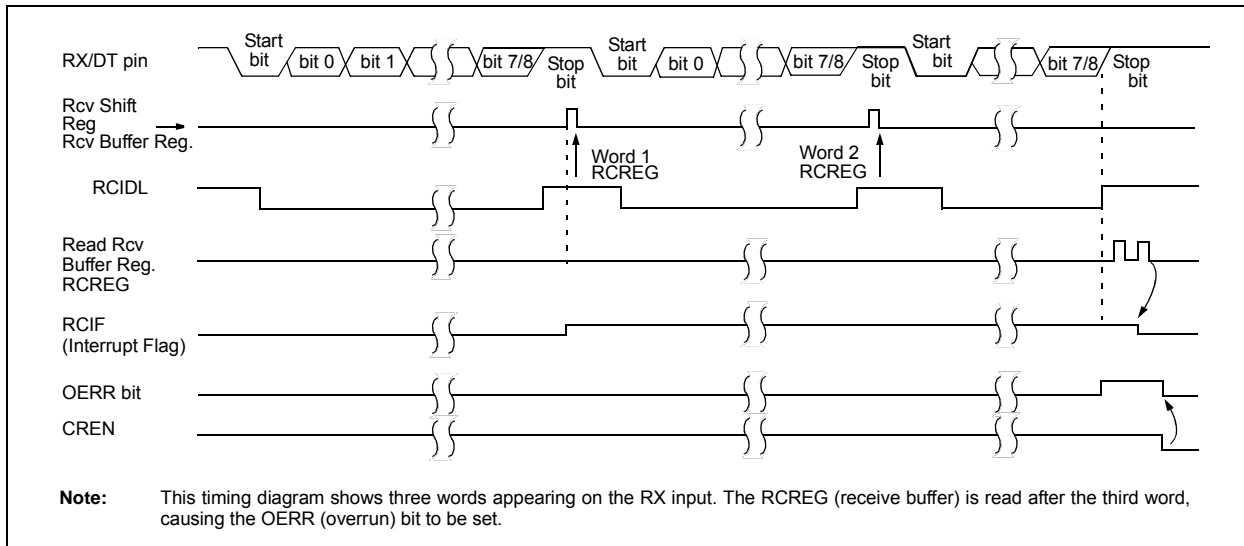 RX/DT pin
Start
bit
bit 0
bit 1
bit 7/8
Stop
bit
Start
bit
bit 0
bit 7/8
Stop
bit
Start
bit
bit 7/8
Stop
bit
Rcv Shift
Reg
Rcv Buffer Reg.
Word 1
RCREG
Word 2
RCREG
RCIDL
Read Rcv
Buffer Reg.
RCREG
RCIF
(Interrupt Flag)
OERR bit
CREN
Note: This timing diagram shows three words appearing on the RX input. The RCREG (receive buffer) is read after the third word,
causing the OERR (overrun) bit to be set.